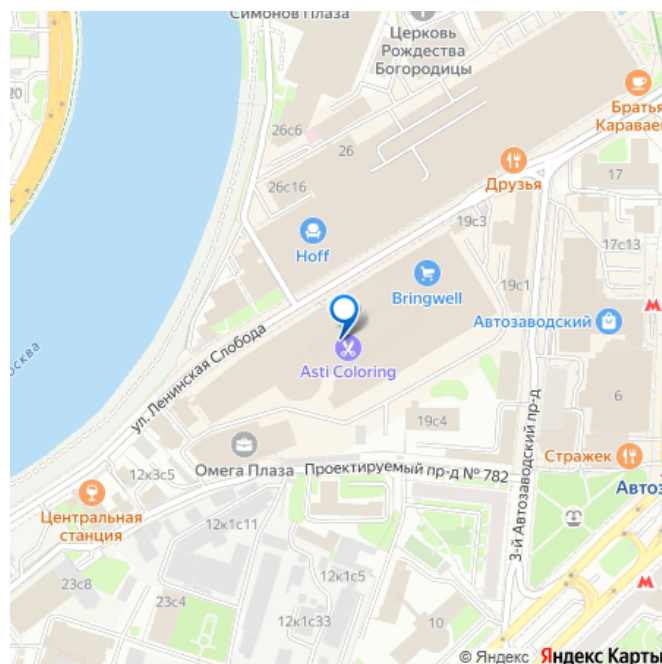 Симонов Плаза
Церковь
Рождества
Богородицы
20
26с6
26
Братья
Караваев
26с16
Друзья
17
19с3
17с13
Hoff
Bringwell
19с1
Автозаводский
ул. Ленинская Слобода
Asti Coloring
6
19с4
3-й Автозаводский пр-д
Стражек
Омега Плаза
Проектируемый пр-д № 782
12к3с5
Автоз
Центральная
станция
12к1с11
23с8
23с4
12к1с5
12к1с33
10
© Яндекс Яндекс Карты